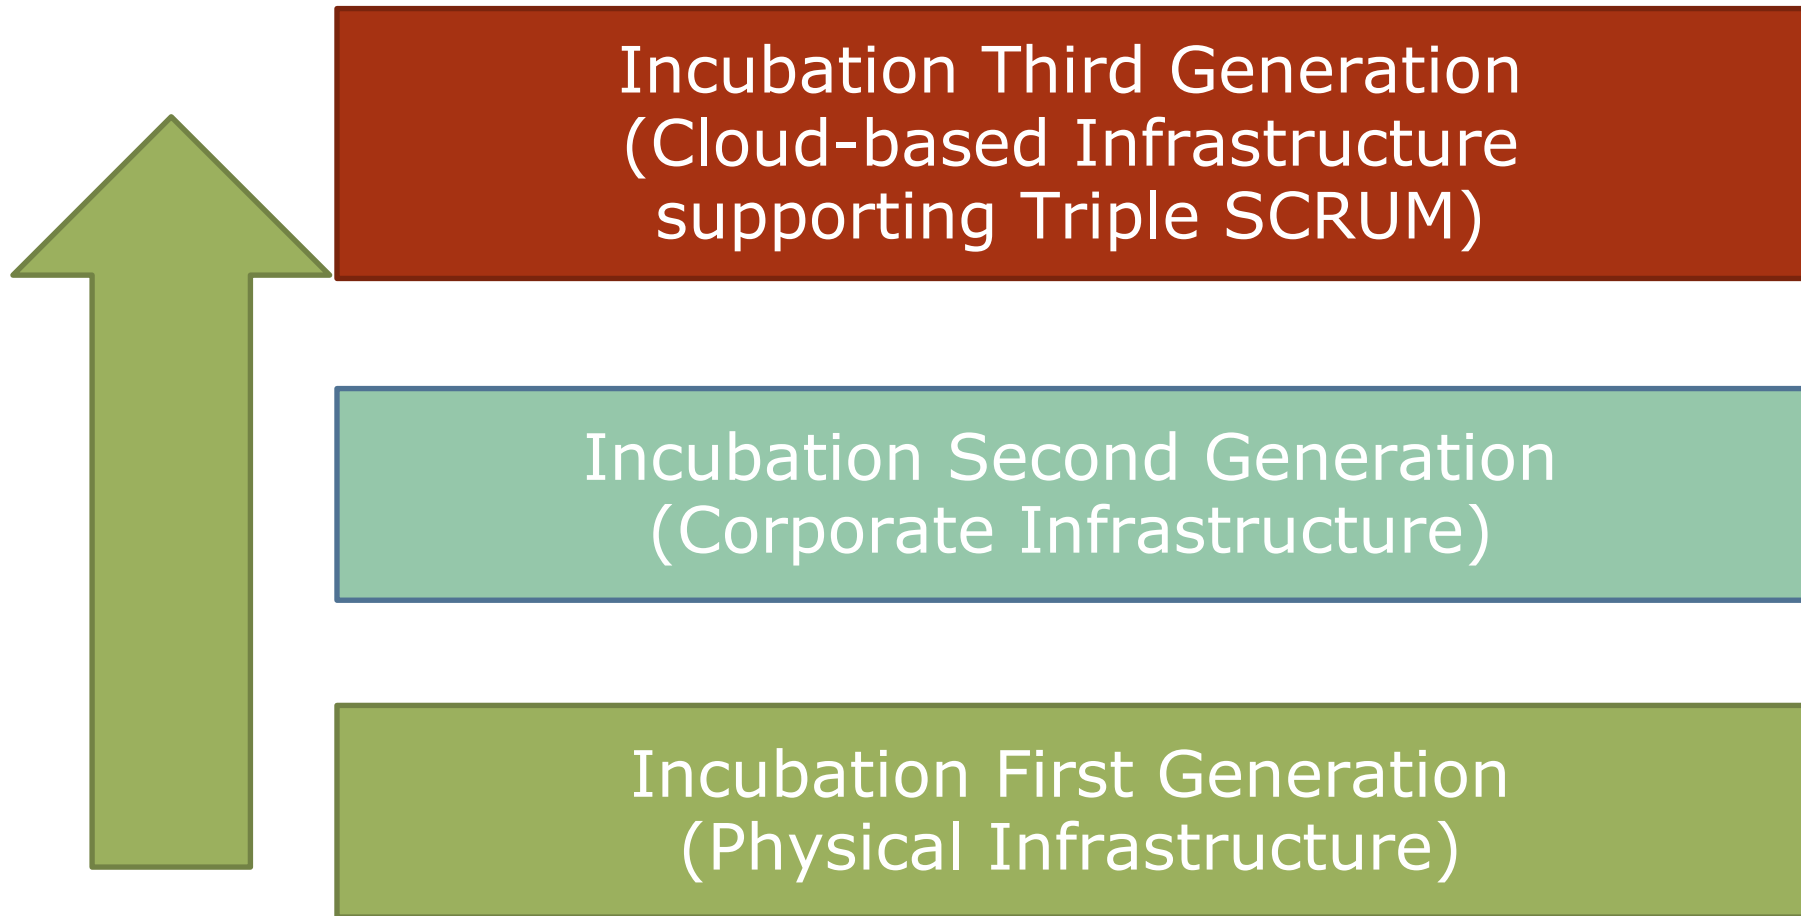 Incubation Third Generation
(Cloud-based Infrastructure
supporting Triple SCRUM)
Incubation Second Generation
(Corporate Infrastructure)
Incubation First Generation
(Physical Infrastructure)